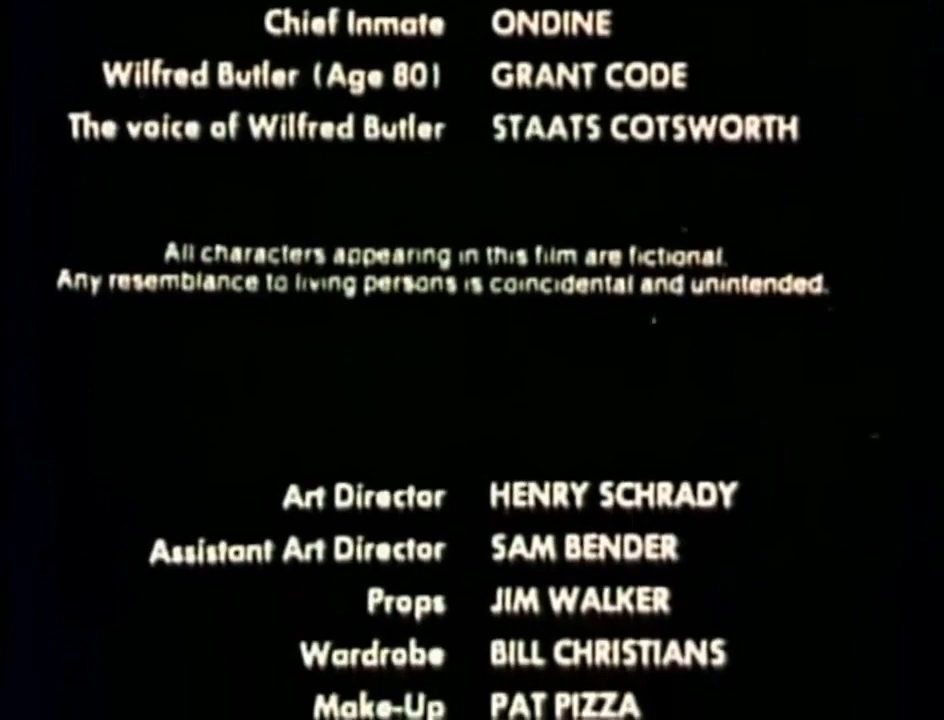 Chief Inmate ONDINE
Wilfred Butler (Age 80) GRANT CODE
The voice of Wilfred Butler STAATS COTSWORTH
All characters appearing in this film are fictional.
Any resemblance to living persons is coincidental and unintended.
Art Director HENRY SCHRADY
Assistant Art Director SAM BENDER
Props JIM WALKER
Wardrobe BILL CHRISTIANS
Make-Up PAT PIZZA